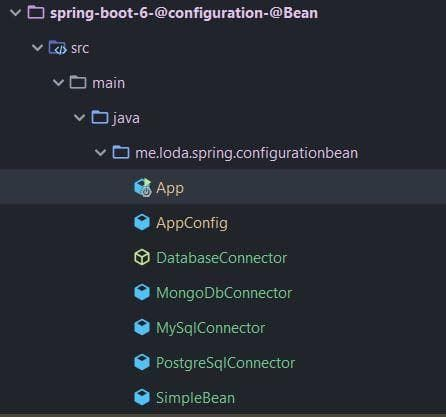 spring-boot-6-@configuration-@Bean
src
main
java
me.loda.spring.configurationbean
App
AppConfig
DatabaseConnector
MongoDbConnector
MySqlConnector
PostgreSqlConnector
SimpleBean